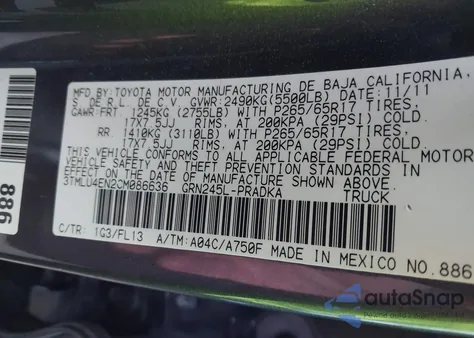 MFD.BY:TOYOTA MOTOR MANUFACTURING DE BAJA CALIFORNIA,
S. DE R.L. DE C.V. GVWR:2490KG(5500LB) DATE:11/11
GAWR:FRT. 1245KG (2755LB) WITH P265/65R17 TIRES,
17X7.5JJ RIMS, AT 200KPA (29PSI) COLD.
RR. 1410KG (3110LB) WITH P265/65R17 TIRES,
17X7.5JJ RIMS, AT 200KPA (29PSI) COLD.
THIS VEHICLE CONFORMS TO ALL APPLICABLE FEDERAL MOTOR
VEHICLE SAFETY AND THEFT PREVENTION STANDARDS IN
EFFECT ON THE DATE OF MANUFACTURE SHOWN ABOVE.
3TMLU4EN2CM086636 GRN245L-PRADKA TRUCK
C/TR: 1G3/FL13 A/TM:A04C/A750F MADE IN MEXICO NO.886
886
autaSnap